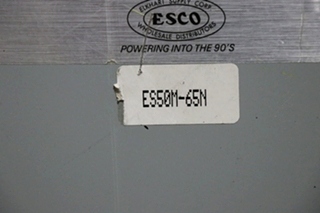 ELKHART SUPPLY CORP.
ESCO
WHOLESALE DISTRIBUTORS
POWERING INTO THE 90'S
ES50M-65N